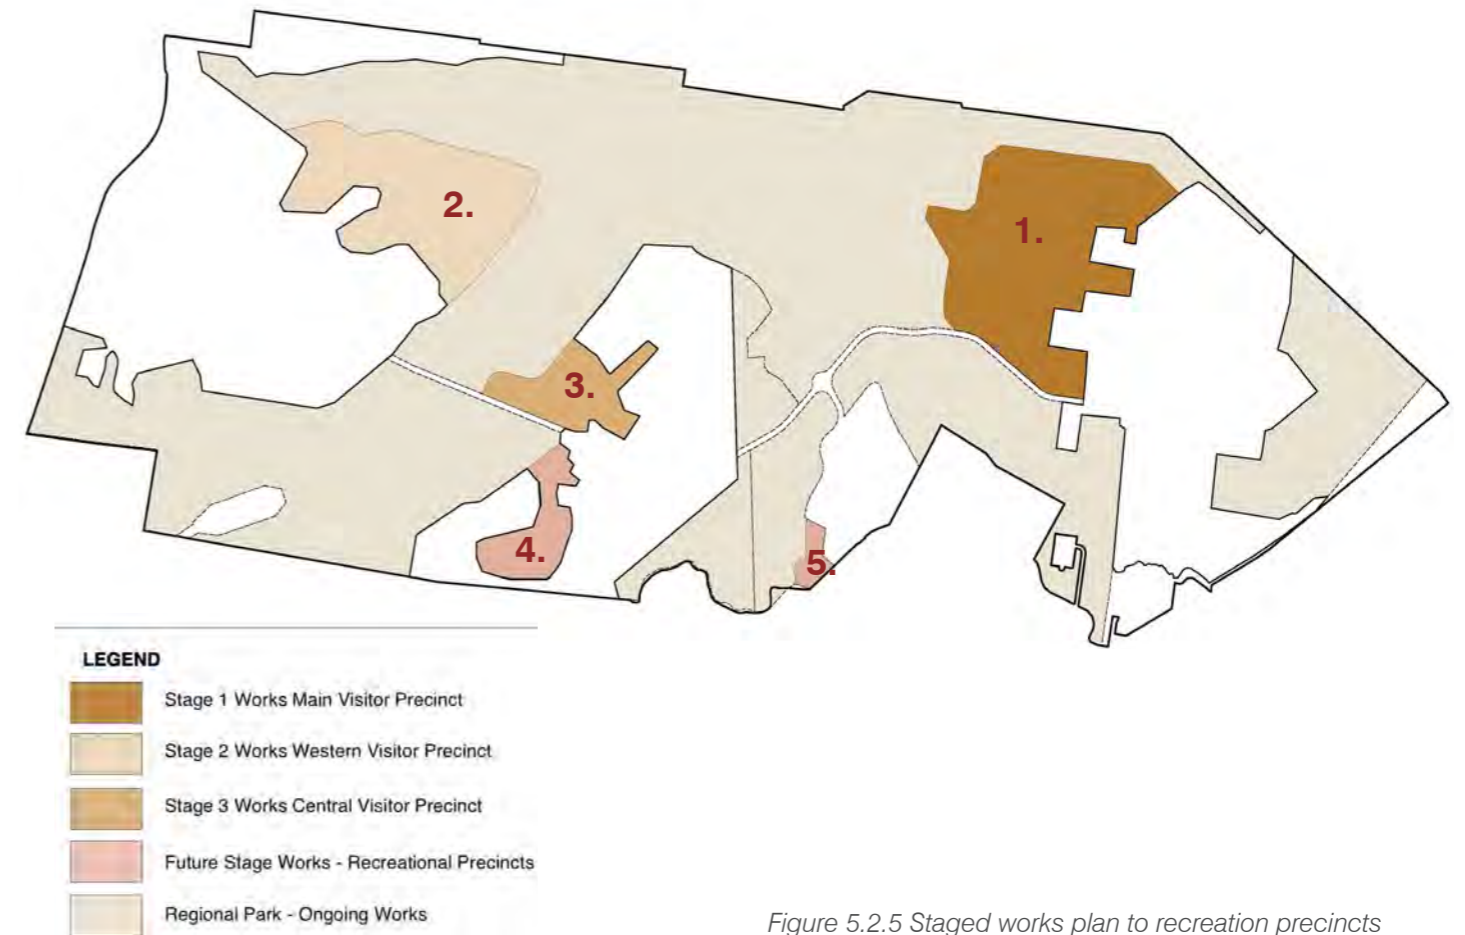 1.
2.
3.
4.
5.
LEGEND
Stage 1 Works Main Visitor Precinct
Stage 2 Works Western Visitor Precinct
Stage 3 Works Central Visitor Precinct
Future Stage Works - Recreational Precincts
Regional Park - Ongoing Works
Figure 5.2.5 Staged works plan to recreation precincts